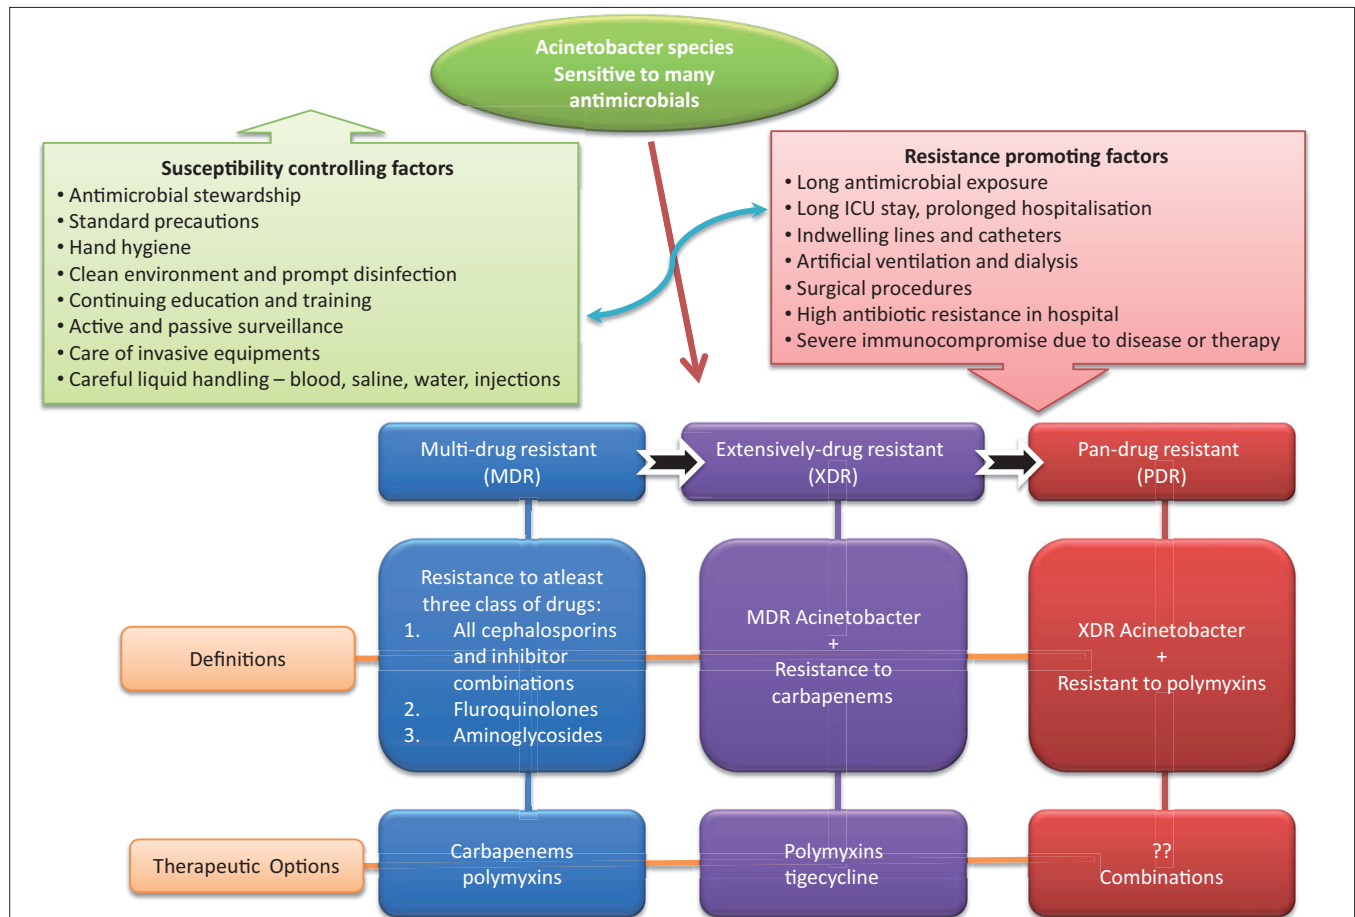 Acinetobacter species
Sensitive to many
antimicrobials
Susceptibility controlling factors
• Antimicrobial stewardship
• Standard precautions
• Hand hygiene
• Clean environment and prompt disinfection
• Continuing education and training
• Active and passive surveillance
• Care of invasive equipments
• Careful liquid handling – blood, saline, water, injections
Resistance promoting factors
• Long antimicrobial exposure
• Long ICU stay, prolonged hospitalisation
• Indwelling lines and catheters
• Artificial ventilation and dialysis
• Surgical procedures
• High antibiotic resistance in hospital
• Severe immunocompromise due to disease or therapy
Multi-drug resistant
(MDR)
Extensively-drug resistant
(XDR)
Pan-drug resistant
(PDR)
Definitions
Resistance to atleast
three class of drugs:
1. All cephalosporins
and inhibitor
combinations
2. Fluroquinolones
3. Aminoglycosides
MDR Acinetobacter
+
Resistance to
carbapenems
XDR Acinetobacter
+
Resistant to polymyxins
Therapeutic Options
Carbapenems
polymyxins
Polymyxins
tigecycline
??
Combinations